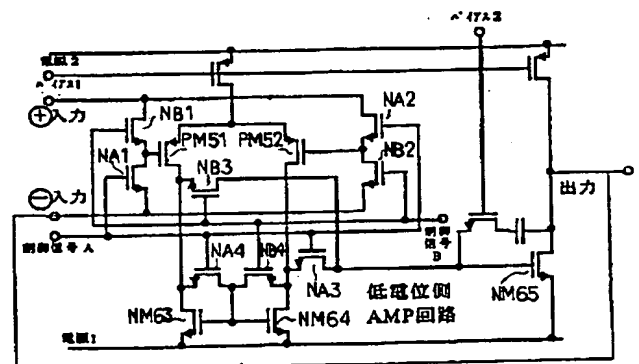 バイアス2
電源2
バイアス1
⊕入力
NB1
NA2
NA1
PM51
PM52
NB2
NB3
⊖入力
出力
制御信号A
制御
信号
B
NA4
NB4
NA3
低電位側
AMP回路
NM63
NM64
NM65
電源1